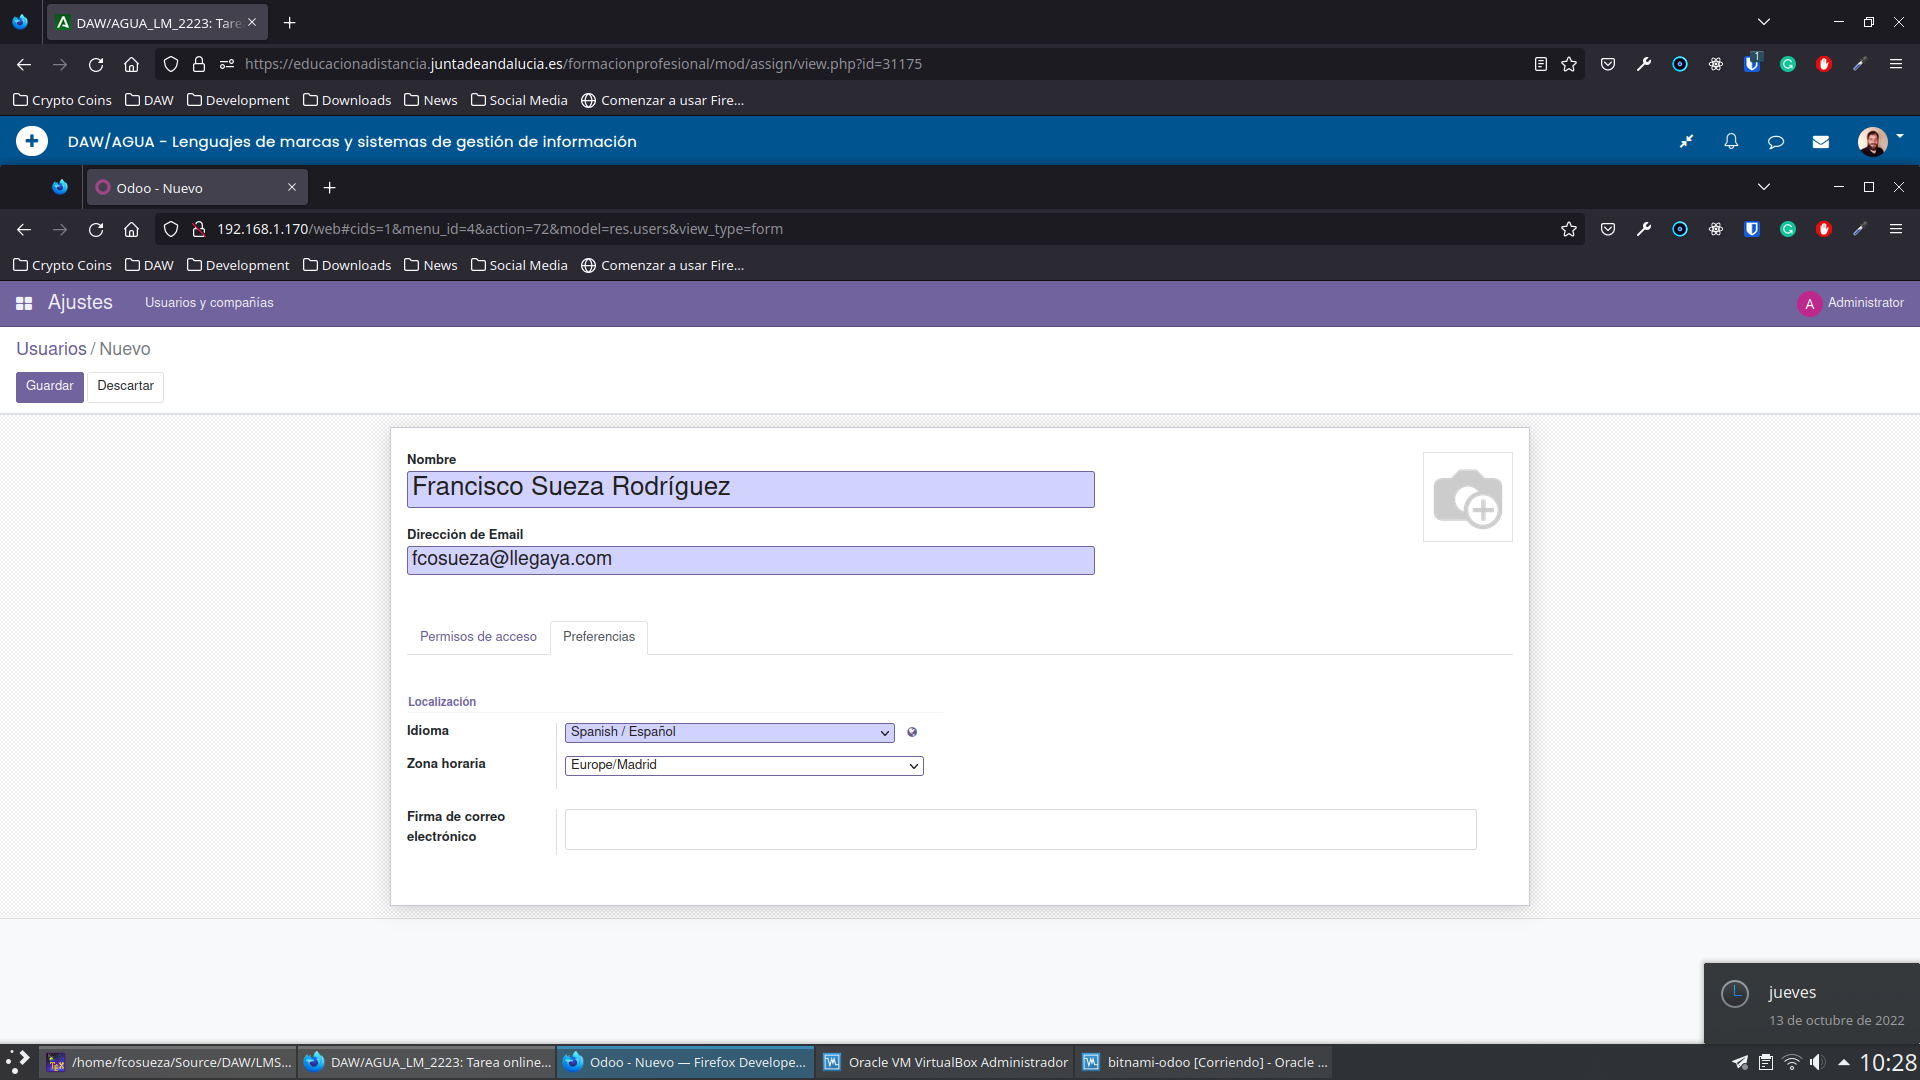 DAW/AGUA_LM_2223: Tare
https://educacionadistancia.juntadeandalucia.es/formacionprofesional/mod/assign/view.php?id=31175
1
Crypto Coins DAW Development Downloads News Social Media Comenzar a usar Fire...
DAW/AGUA - Lenguajes de marcas y sistemas de gestión de información
Odoo - Nuevo
192.168.1.170/web#cids=1&menu_id=4&action=72&model=res.users&view_type=form
Crypto Coins DAW Development Downloads News Social Media Comenzar a usar Fire...
Ajustes Usuarios y compañías A Administrator
Usuarios / Nuevo
Guardar Descartar
Nombre
Francisco Sueza Rodríguez
Dirección de Email
fcosueza@llegaya.com
Permisos de acceso Preferencias
Localización
Idioma Spanish / Español
Zona horaria Europe/Madrid
Firma de correo
electrónico
jueves
13 de octubre de 2022
/home/fcosueza/Source/DAW/LMS... DAW/AGUA_LM_2223: Tarea online... Odoo - Nuevo — Firefox Develope... Oracle VM VirtualBox Administrador bitnami-odoo [Corriendo] - Oracle ... 10:28